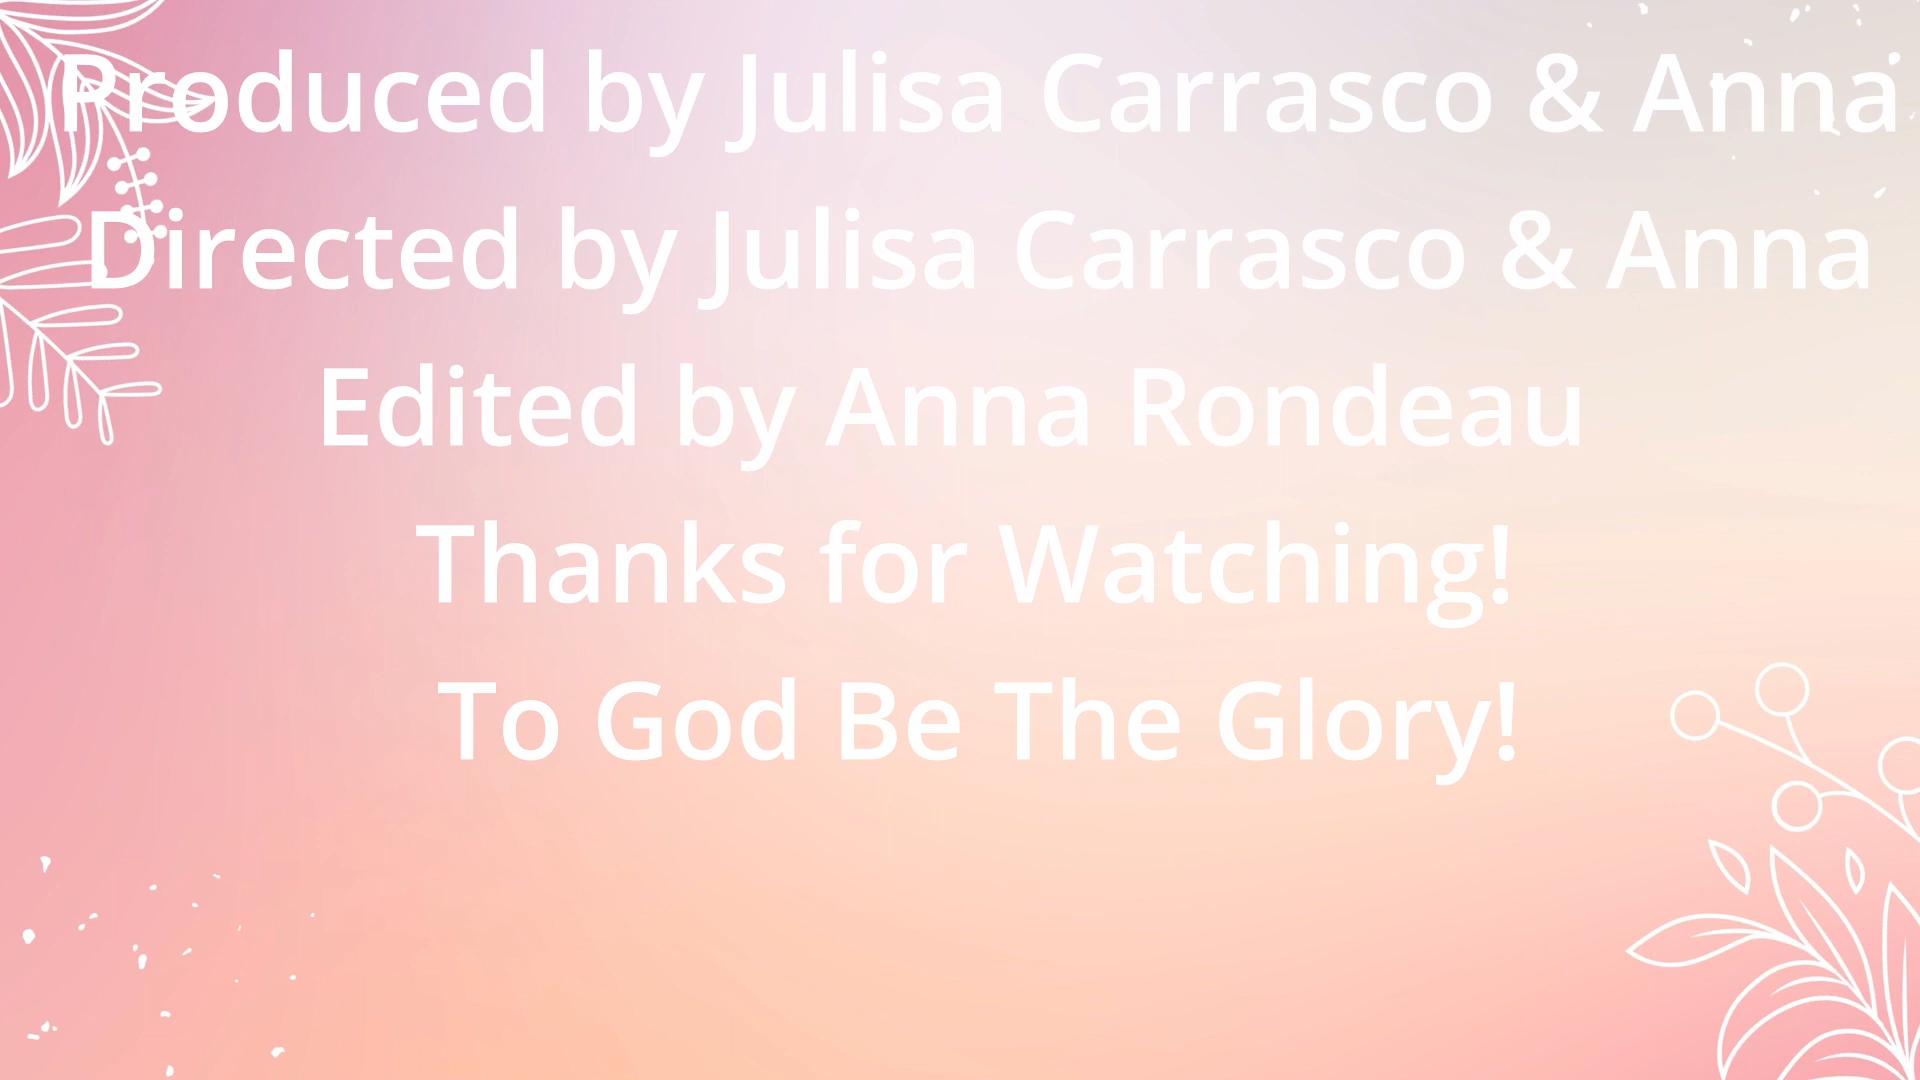 Produced by Julisa Carrasco & Anna
Directed by Julisa Carrasco & Anna
Edited by Anna Rondeau
Thanks for Watching!
To God Be The Glory!